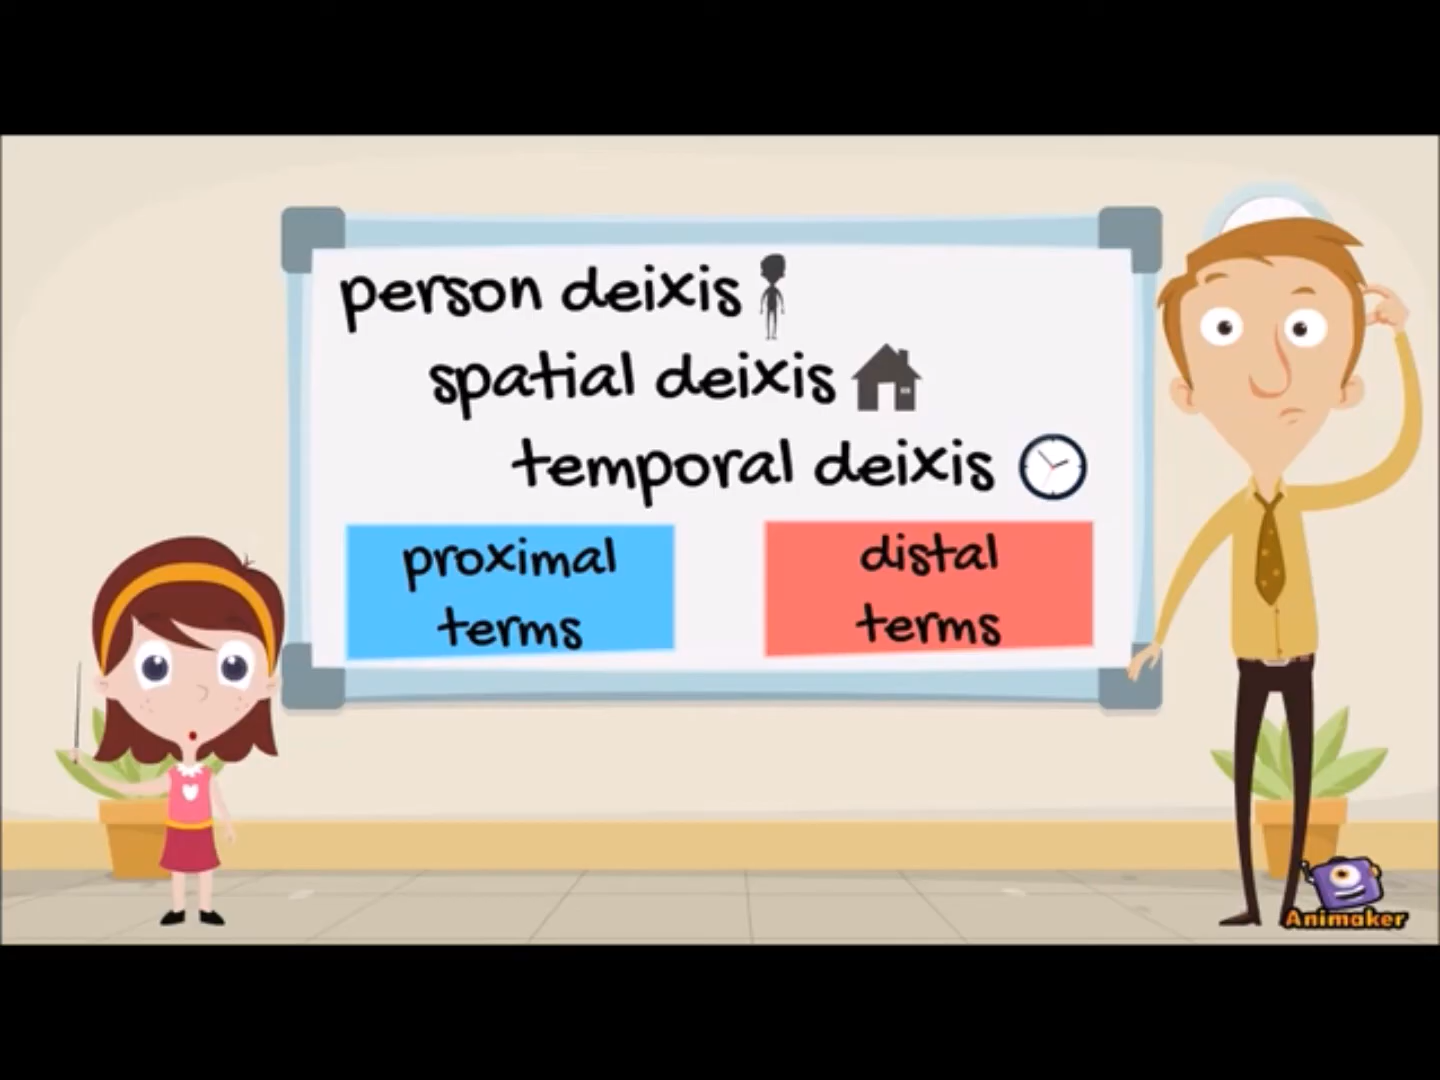 person deixis
spatial deixis
temporal deixis
proximal
terms
distal
terms
Animaker